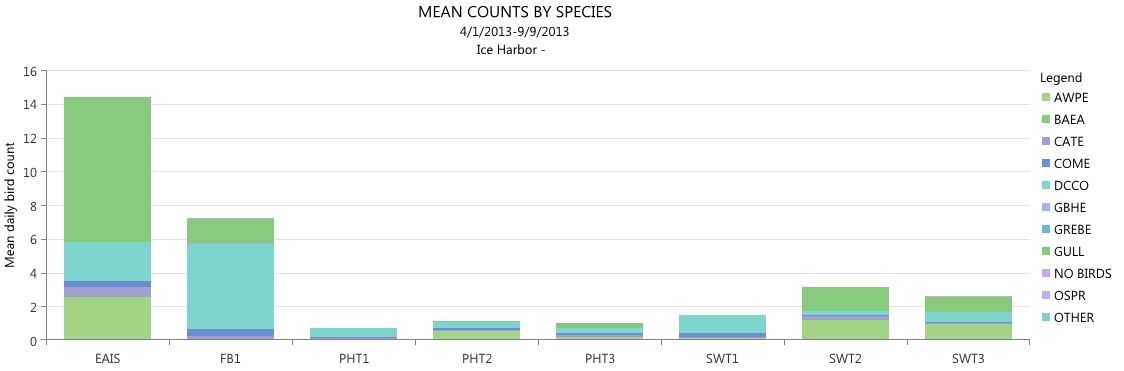 MEAN COUNTS BY SPECIES
4/1/2013-9/9/2013
Ice Harbor -
Mean daily bird count
16
14
12
10
8
6
4
2
0
EAIS FB1 PHT1 PHT2 PHT3 SWT1 SWT2 SWT3
Legend
AWPE
BAEA
CATE
COME
DCCO
GBHE
GREBE
GULL
NO BIRDS
OSPR
OTHER